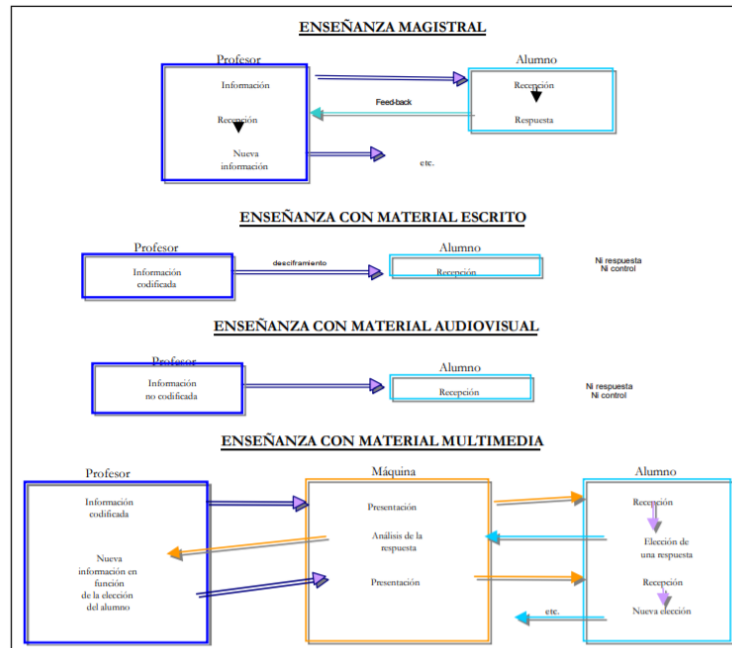 ENSEÑANZA MAGISTRAL
Profesor
Alumno
Información
Recepción
Feed-back
Recepción
Respuesta
Nueva
información
etc.
ENSEÑANZA CON MATERIAL ESCRITO
Profesor
Alumno
Información
codificada
desciframiento
Recepción
Ni respuesta
Ni control
ENSEÑANZA CON MATERIAL AUDIOVISUAL
Profesor
Alumno
Información
no codificada
Recepción
Ni respuesta
Ni control
ENSEÑANZA CON MATERIAL MULTIMEDIA
Profesor
Máquina
Alumno
Información
codificada
Presentación
Recepción
Análisis de la
respuesta
Elección de
una respuesta
Nueva
información en
función
de la elección
del alumno
Presentación
Recepción
etc.
Nueva elección